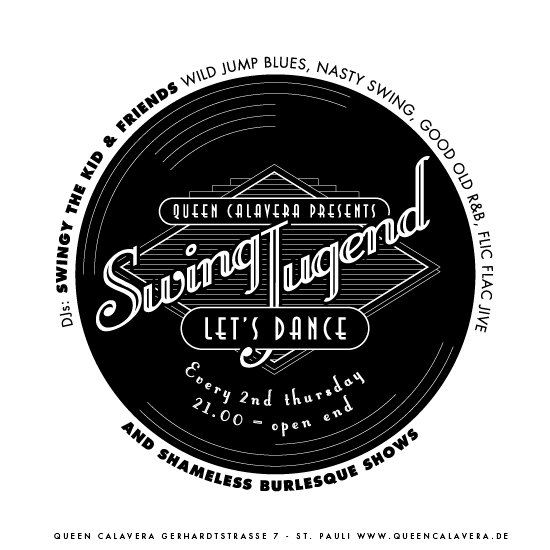 DJs: SWINGY THE KID & FRIENDS WILD JUMP BLUES, NASTY SWING, GOOD OLD R&B, FLIC FLAC JIVE
QUEEN CALAVERA PRESENTS
Swing Jugend
LET'S DANCE
Every 2nd thursday
21.00 – open end
AND SHAMELESS BURLESQUE SHOWS
QUEEN CALAVERA GERHARDTSTRASSE 7 - ST. PAULI WWW.QUEENCALAVERA.DE